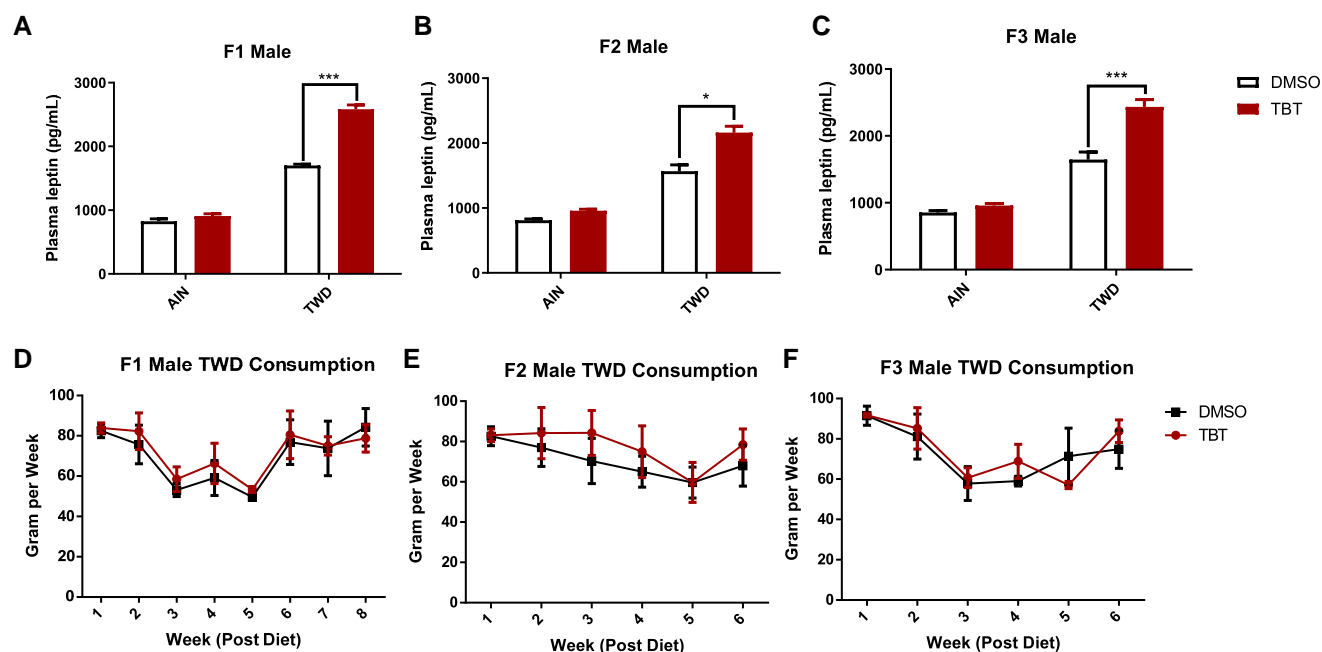 A
F1 Male
Plasma leptin (pg/mL)
3000
2000
1000
0
***
AIN
TWD
B
F2 Male
Plasma leptin (pg/mL)
3000
2000
1000
0
*
AIN
TWD
C
F3 Male
Plasma leptin (pg/mL)
3000
2000
1000
0
***
AIN
TWD
DMSO
TBT
D
F1 Male TWD Consumption
Gram per Week
100
80
60
40
20
0
1 2 3 4 5 6 7 8
Week (Post Diet)
E
F2 Male TWD Consumption
Gram per Week
100
80
60
40
20
0
1 2 3 4 5 6
Week (Post Diet)
F
F3 Male TWD Consumption
Gram per Week
100
80
60
40
20
0
1 2 3 4 5 6
Week (Post Diet)
DMSO
TBT